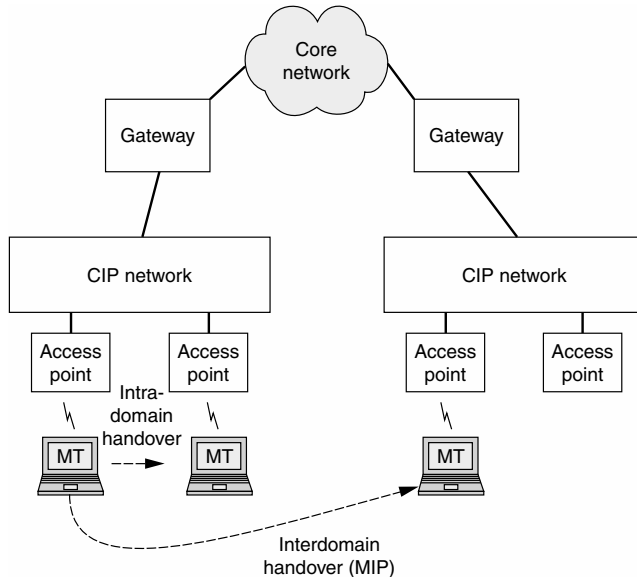 Core
network
Gateway
Gateway
CIP network
CIP network
Access
point
Access
point
Access
point
Access
point
Intra-
domain
handover
MT
MT
MT
Interdomain
handover (MIP)